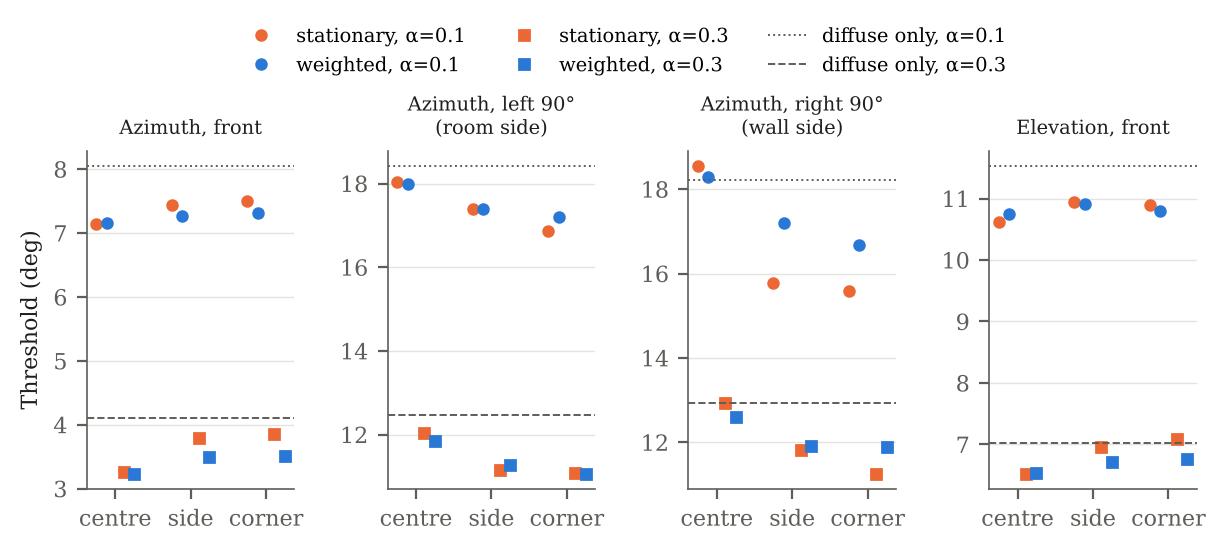 stationary, α=0.1
stationary, α=0.3
diffuse only, α=0.1
weighted, α=0.1
weighted, α=0.3
diffuse only, α=0.3
Azimuth, front
Azimuth, left 90°
(room side)
Azimuth, right 90°
(wall side)
Elevation, front
Threshold (deg)
8
7
6
5
4
3
centre side corner
18
16
14
12
centre side corner
18
16
14
12
centre side corner
11
10
9
8
7
centre side corner